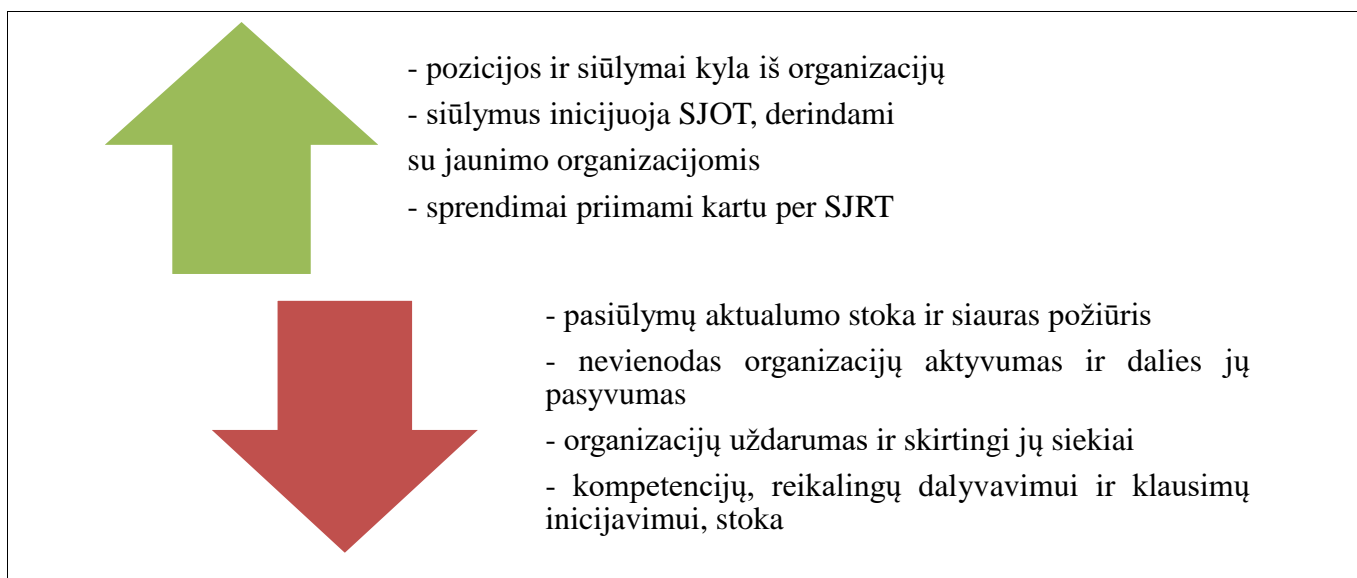 - pozicijos ir siūlymai kyla iš organizacijų
- siūlymus inicijuoja SJOT, derindami
su jaunimo organizacijomis
- sprendimai priimami kartu per SJRT
- pasiūlymų aktualumo stoka ir siauras požiūris
- nevienodas organizacijų aktyvumas ir dalies jų
pasyvumas
- organizacijų uždarumas ir skirtingi jų siekiai
- kompetencijų, reikalingų dalyvavimui ir klausimų
inicijavimui, stoka